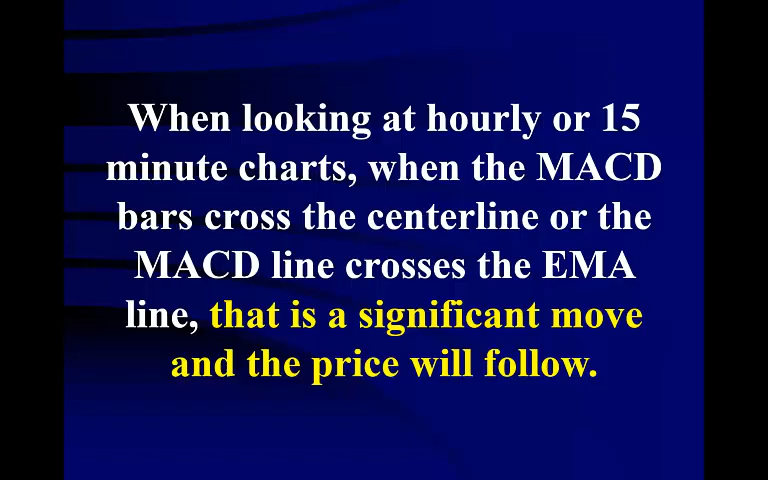 When looking at hourly or 15
minute charts, when the MACD
bars cross the centerline or the
MACD line crosses the EMA
line, that is a significant move
and the price will follow.